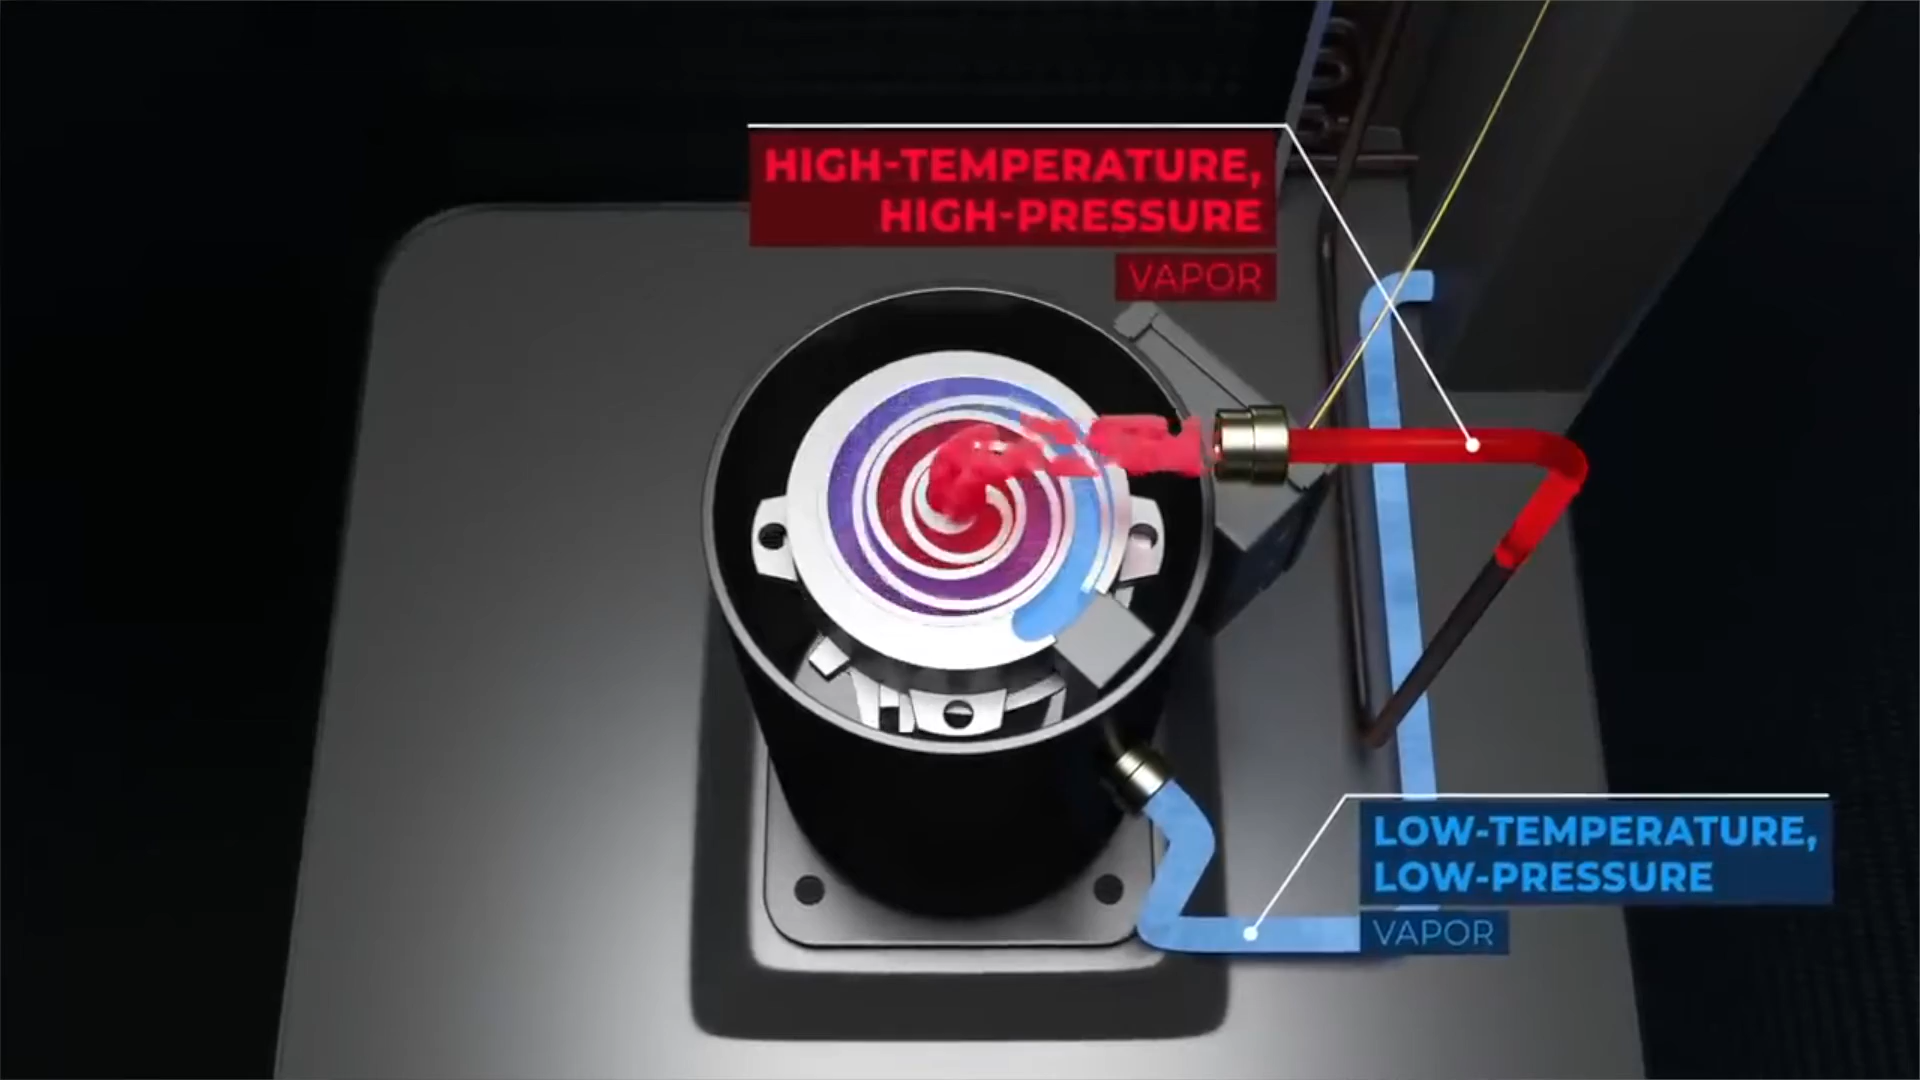 HIGH-TEMPERATURE,
HIGH-PRESSURE
VAPOR
LOW-TEMPERATURE,
LOW-PRESSURE
VAPOR